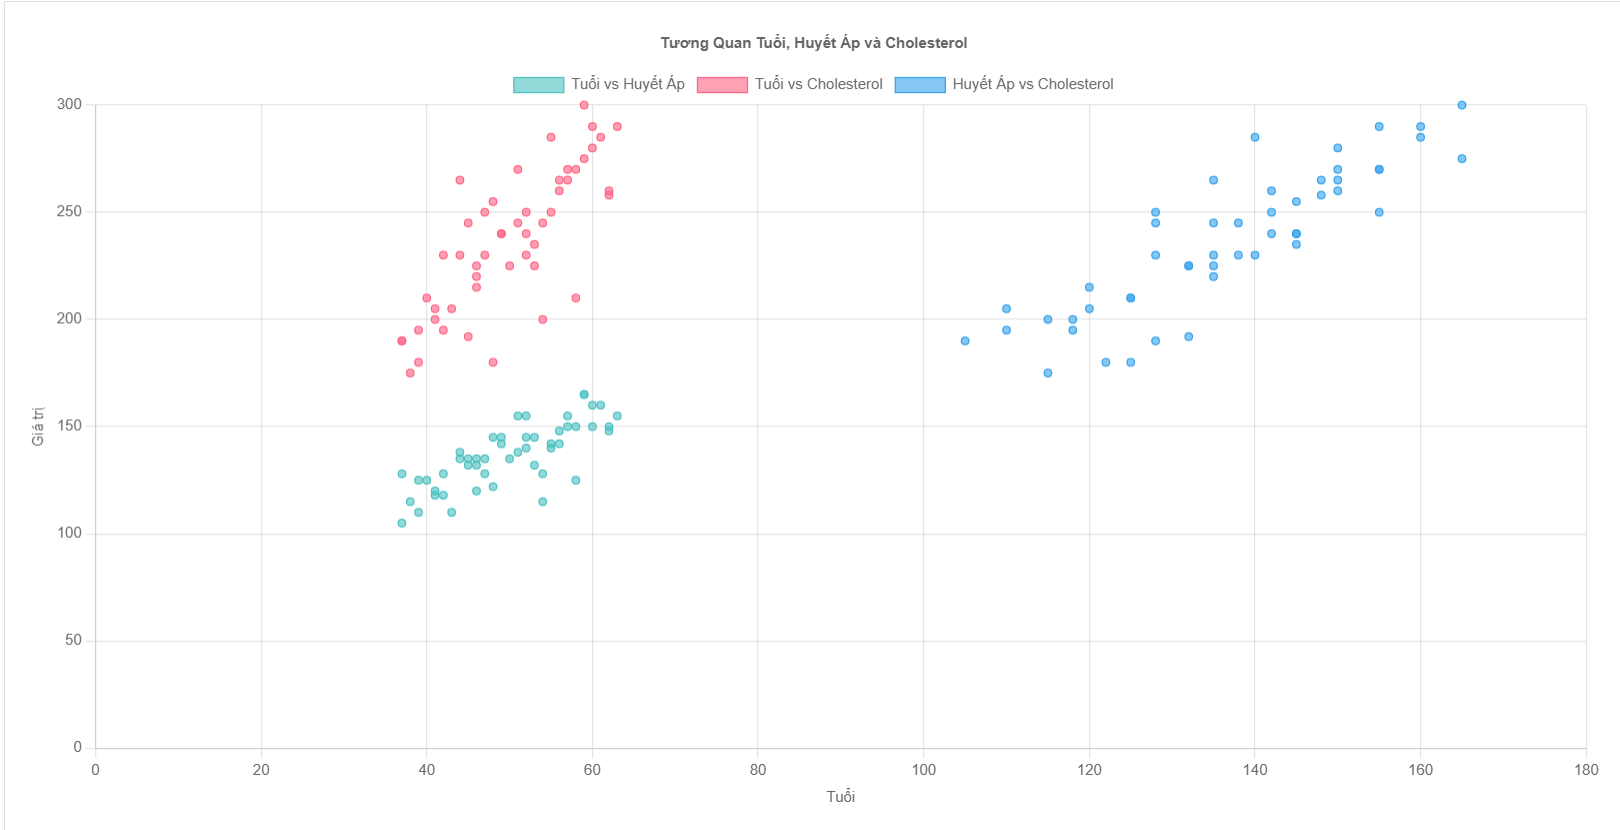 Tương Quan Tuổi, Huyết Áp và Cholesterol
Tuổi vs Huyết Áp
Tuổi vs Cholesterol
Huyết Áp vs Cholesterol
300
250
200
150
100
50
0
Giá trị
0
20
40
60
80
100
120
140
160
180
Tuổi